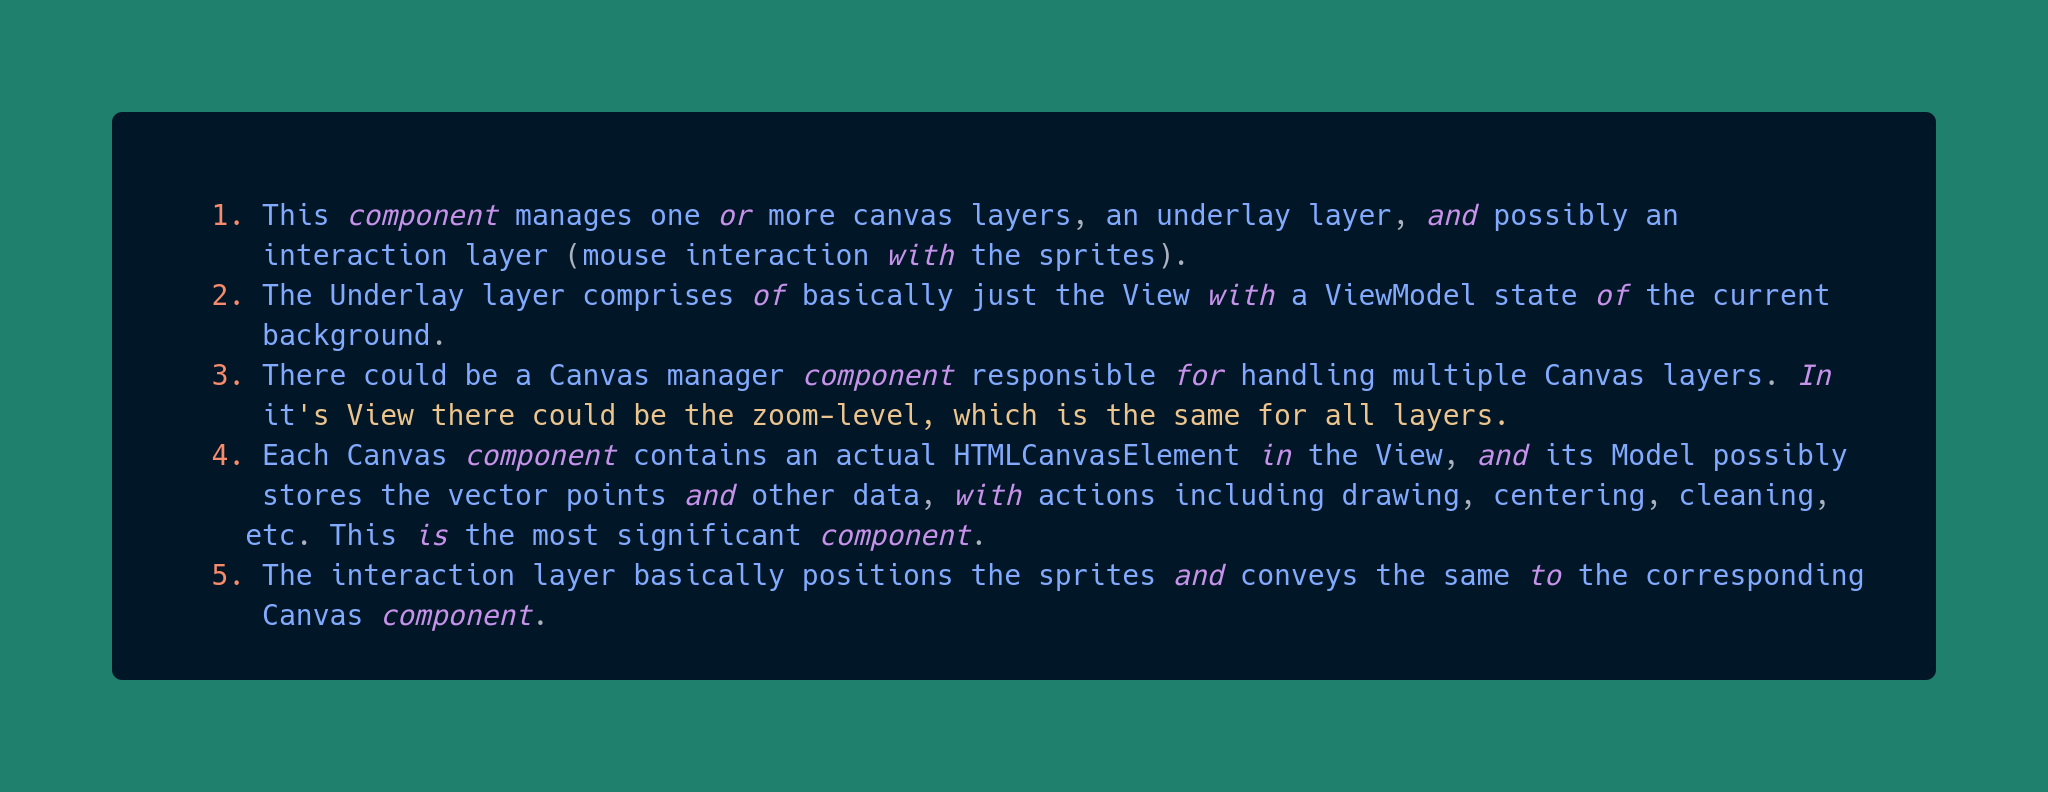 1. This component manages one or more canvas layers, an underlay layer, and possibly an
interaction layer (mouse interaction with the sprites).
2. The Underlay layer comprises of basically just the View with a ViewModel state of the current
background.
3. There could be a Canvas manager component responsible for handling multiple Canvas layers. In
it's View there could be the zoom-level, which is the same for all layers.
4. Each Canvas component contains an actual HTMLCanvasElement in the View, and its Model possibly
stores the vector points and other data, with actions including drawing, centering, cleaning,
etc. This is the most significant component.
5. The interaction layer basically positions the sprites and conveys the same to the corresponding
Canvas component.